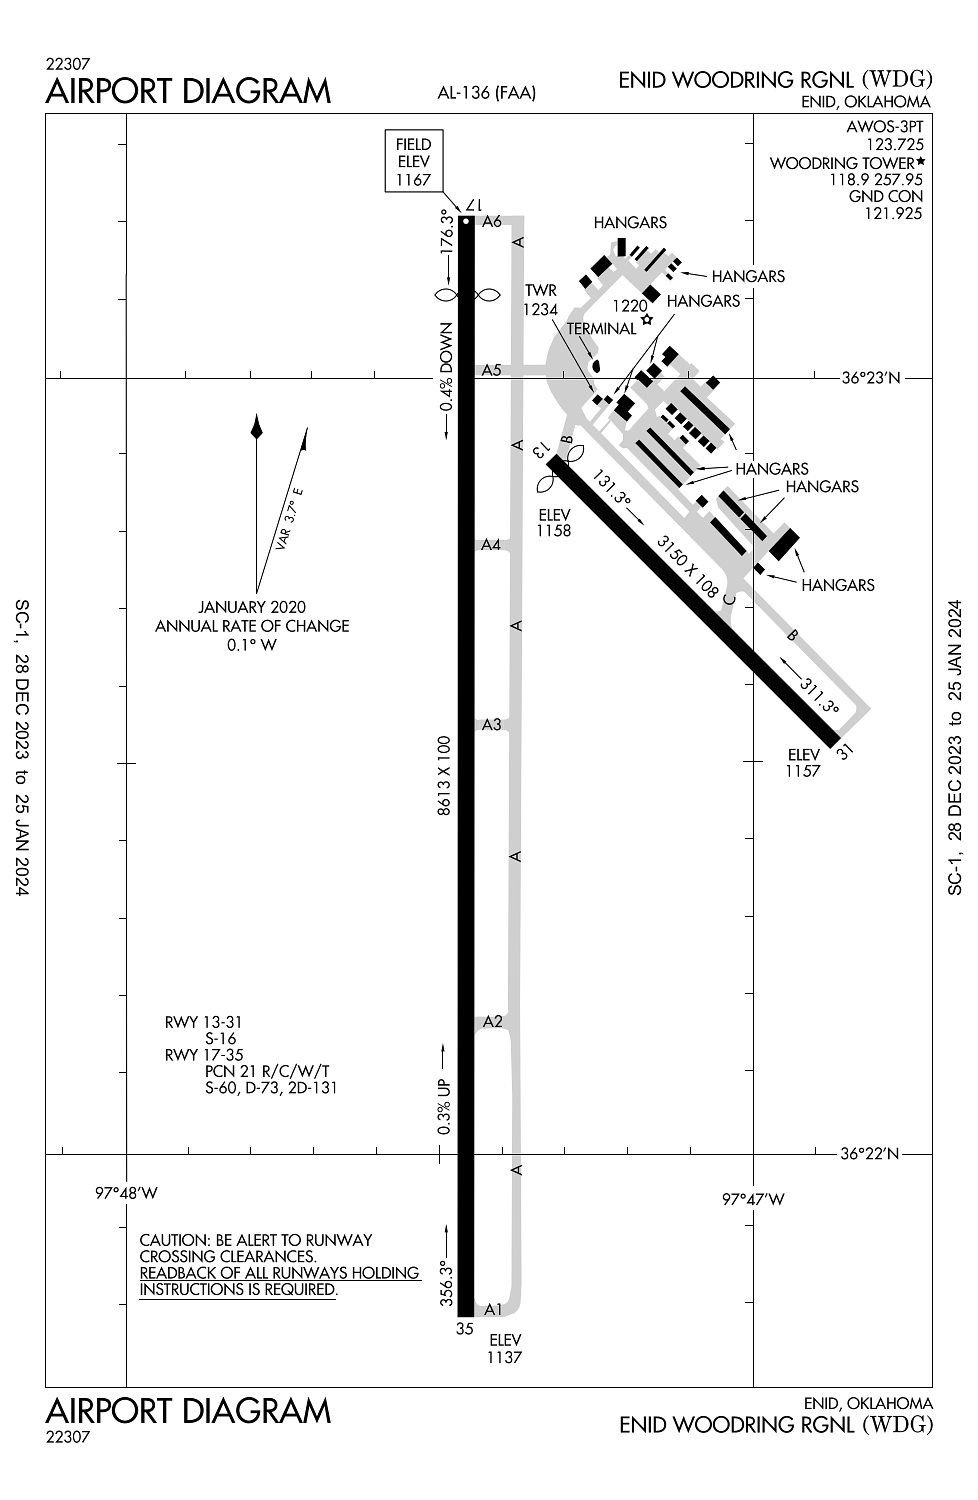 22307
AIRPORT DIAGRAM
AL-136 (FAA)
ENID WOODRING RGNL (WDG)
ENID, OKLAHOMA
AWOS-3PT
123.725
WOODRING TOWER★
118.9 257.95
GND CON
121.925
FIELD
ELEV
1167
17
176.3°
A6
A
HANGARS
HANGARS
TWR
1234
1220
HANGARS
TERMINAL
0.4% DOWN
A5
36°23'N
B
A
13
HANGARS
HANGARS
131.3°
ELEV
1158
VAR 3.7° E
A4
3150 X 108
HANGARS
C
JANUARY 2020
ANNUAL RATE OF CHANGE
0.1° W
A
B
311.3°
A3
ELEV
1157
31
8613 X 100
A
SC-1, 28 DEC 2023 to 25 JAN 2024
SC-1, 28 DEC 2023 to 25 JAN 2024
RWY 13-31
S-16
RWY 17-35
PCN 21 R/C/W/T
S-60, D-73, 2D-131
A2
0.3% UP
36°22'N
A
97°48'W
97°47'W
CAUTION: BE ALERT TO RUNWAY
CROSSING CLEARANCES.
READBACK OF ALL RUNWAYS HOLDING
INSTRUCTIONS IS REQUIRED.
356.3°
A1
35
ELEV
1137
AIRPORT DIAGRAM
22307
ENID, OKLAHOMA
ENID WOODRING RGNL (WDG)